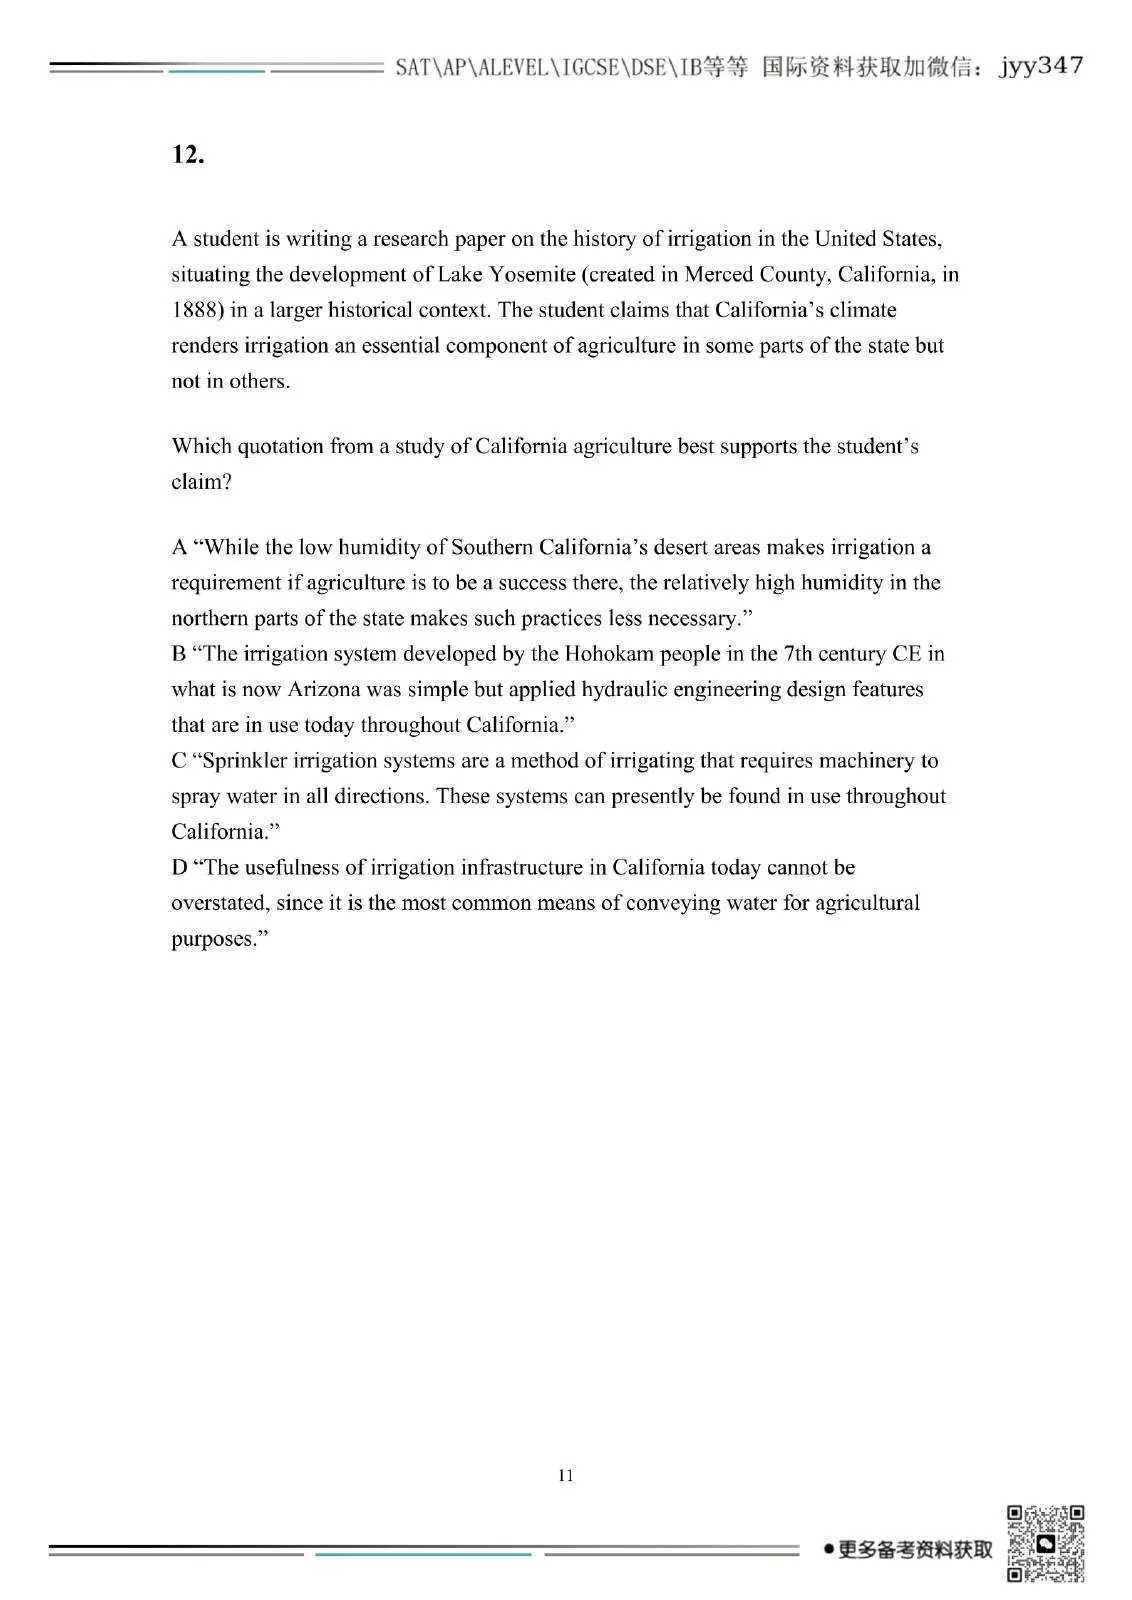 SAT\AP\ALEVEL\IGCSE\DSE\IB等等 国际资料获取加微信: jyy347
12.
A student is writing a research paper on the history of irrigation in the United States,
situating the development of Lake Yosemite (created in Merced County, California, in
1888) in a larger historical context. The student claims that California’s climate
renders irrigation an essential component of agriculture in some parts of the state but
not in others.
Which quotation from a study of California agriculture best supports the student’s
claim?
A “While the low humidity of Southern California’s desert areas makes irrigation a
requirement if agriculture is to be a success there, the relatively high humidity in the
northern parts of the state makes such practices less necessary.”
B “The irrigation system developed by the Hohokam people in the 7th century CE in
what is now Arizona was simple but applied hydraulic engineering design features
that are in use today throughout California.”
C “Sprinkler irrigation systems are a method of irrigating that requires machinery to
spray water in all directions. These systems can presently be found in use throughout
California.”
D “The usefulness of irrigation infrastructure in California today cannot be
overstated, since it is the most common means of conveying water for agricultural
purposes.”
11
●更多备考资料获取